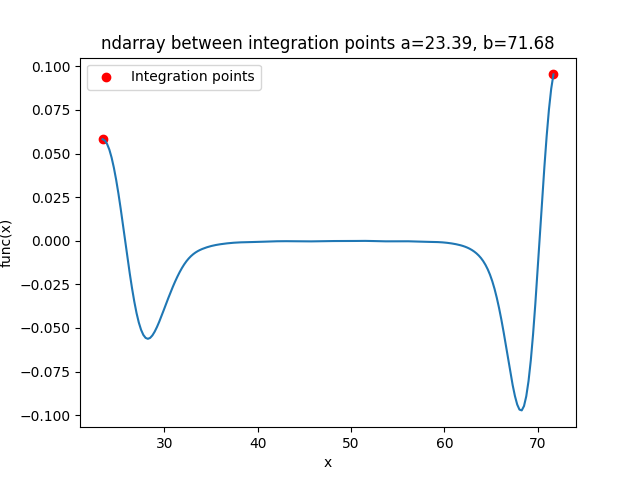 ndarray between integration points a=23.39, b=71.68
Integration points
0.100
0.075
0.050
0.025
0.000
−0.025
−0.050
−0.075
−0.100
func(x)
30 40 50 60 70
x